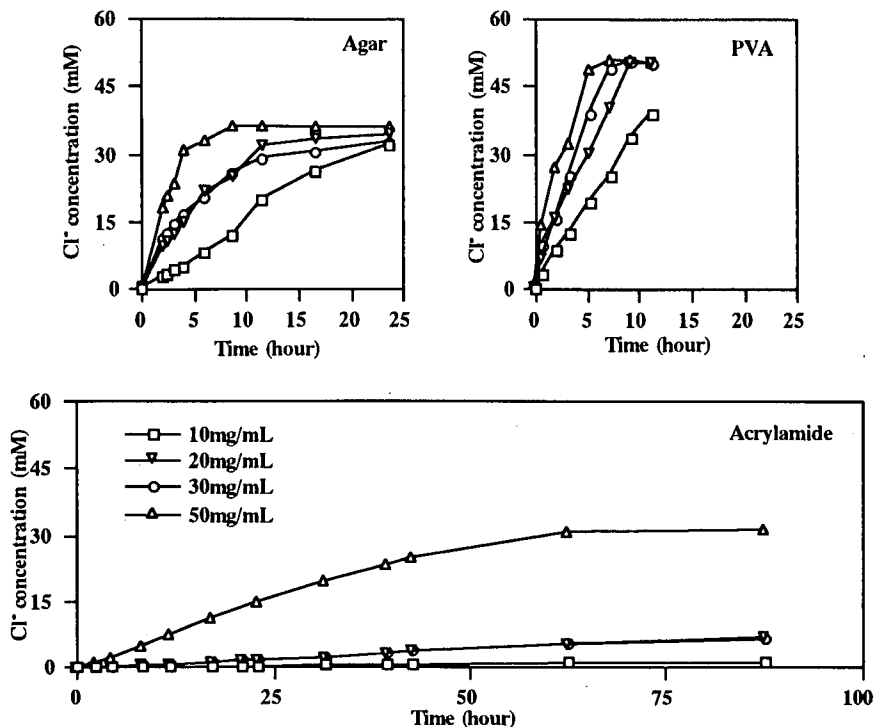 Agar
Cl⁻ concentration (mM)
60
45
30
15
0
0 5 10 15 20 25
Time (hour)
PVA
Cl⁻ concentration (mM)
60
45
30
15
0
0 5 10 15 20 25
Time (hour)
Acrylamide
Cl⁻ concentration (mM)
60
45
30
15
0
10mg/mL
20mg/mL
30mg/mL
50mg/mL
0 25 50 75 100
Time (hour)